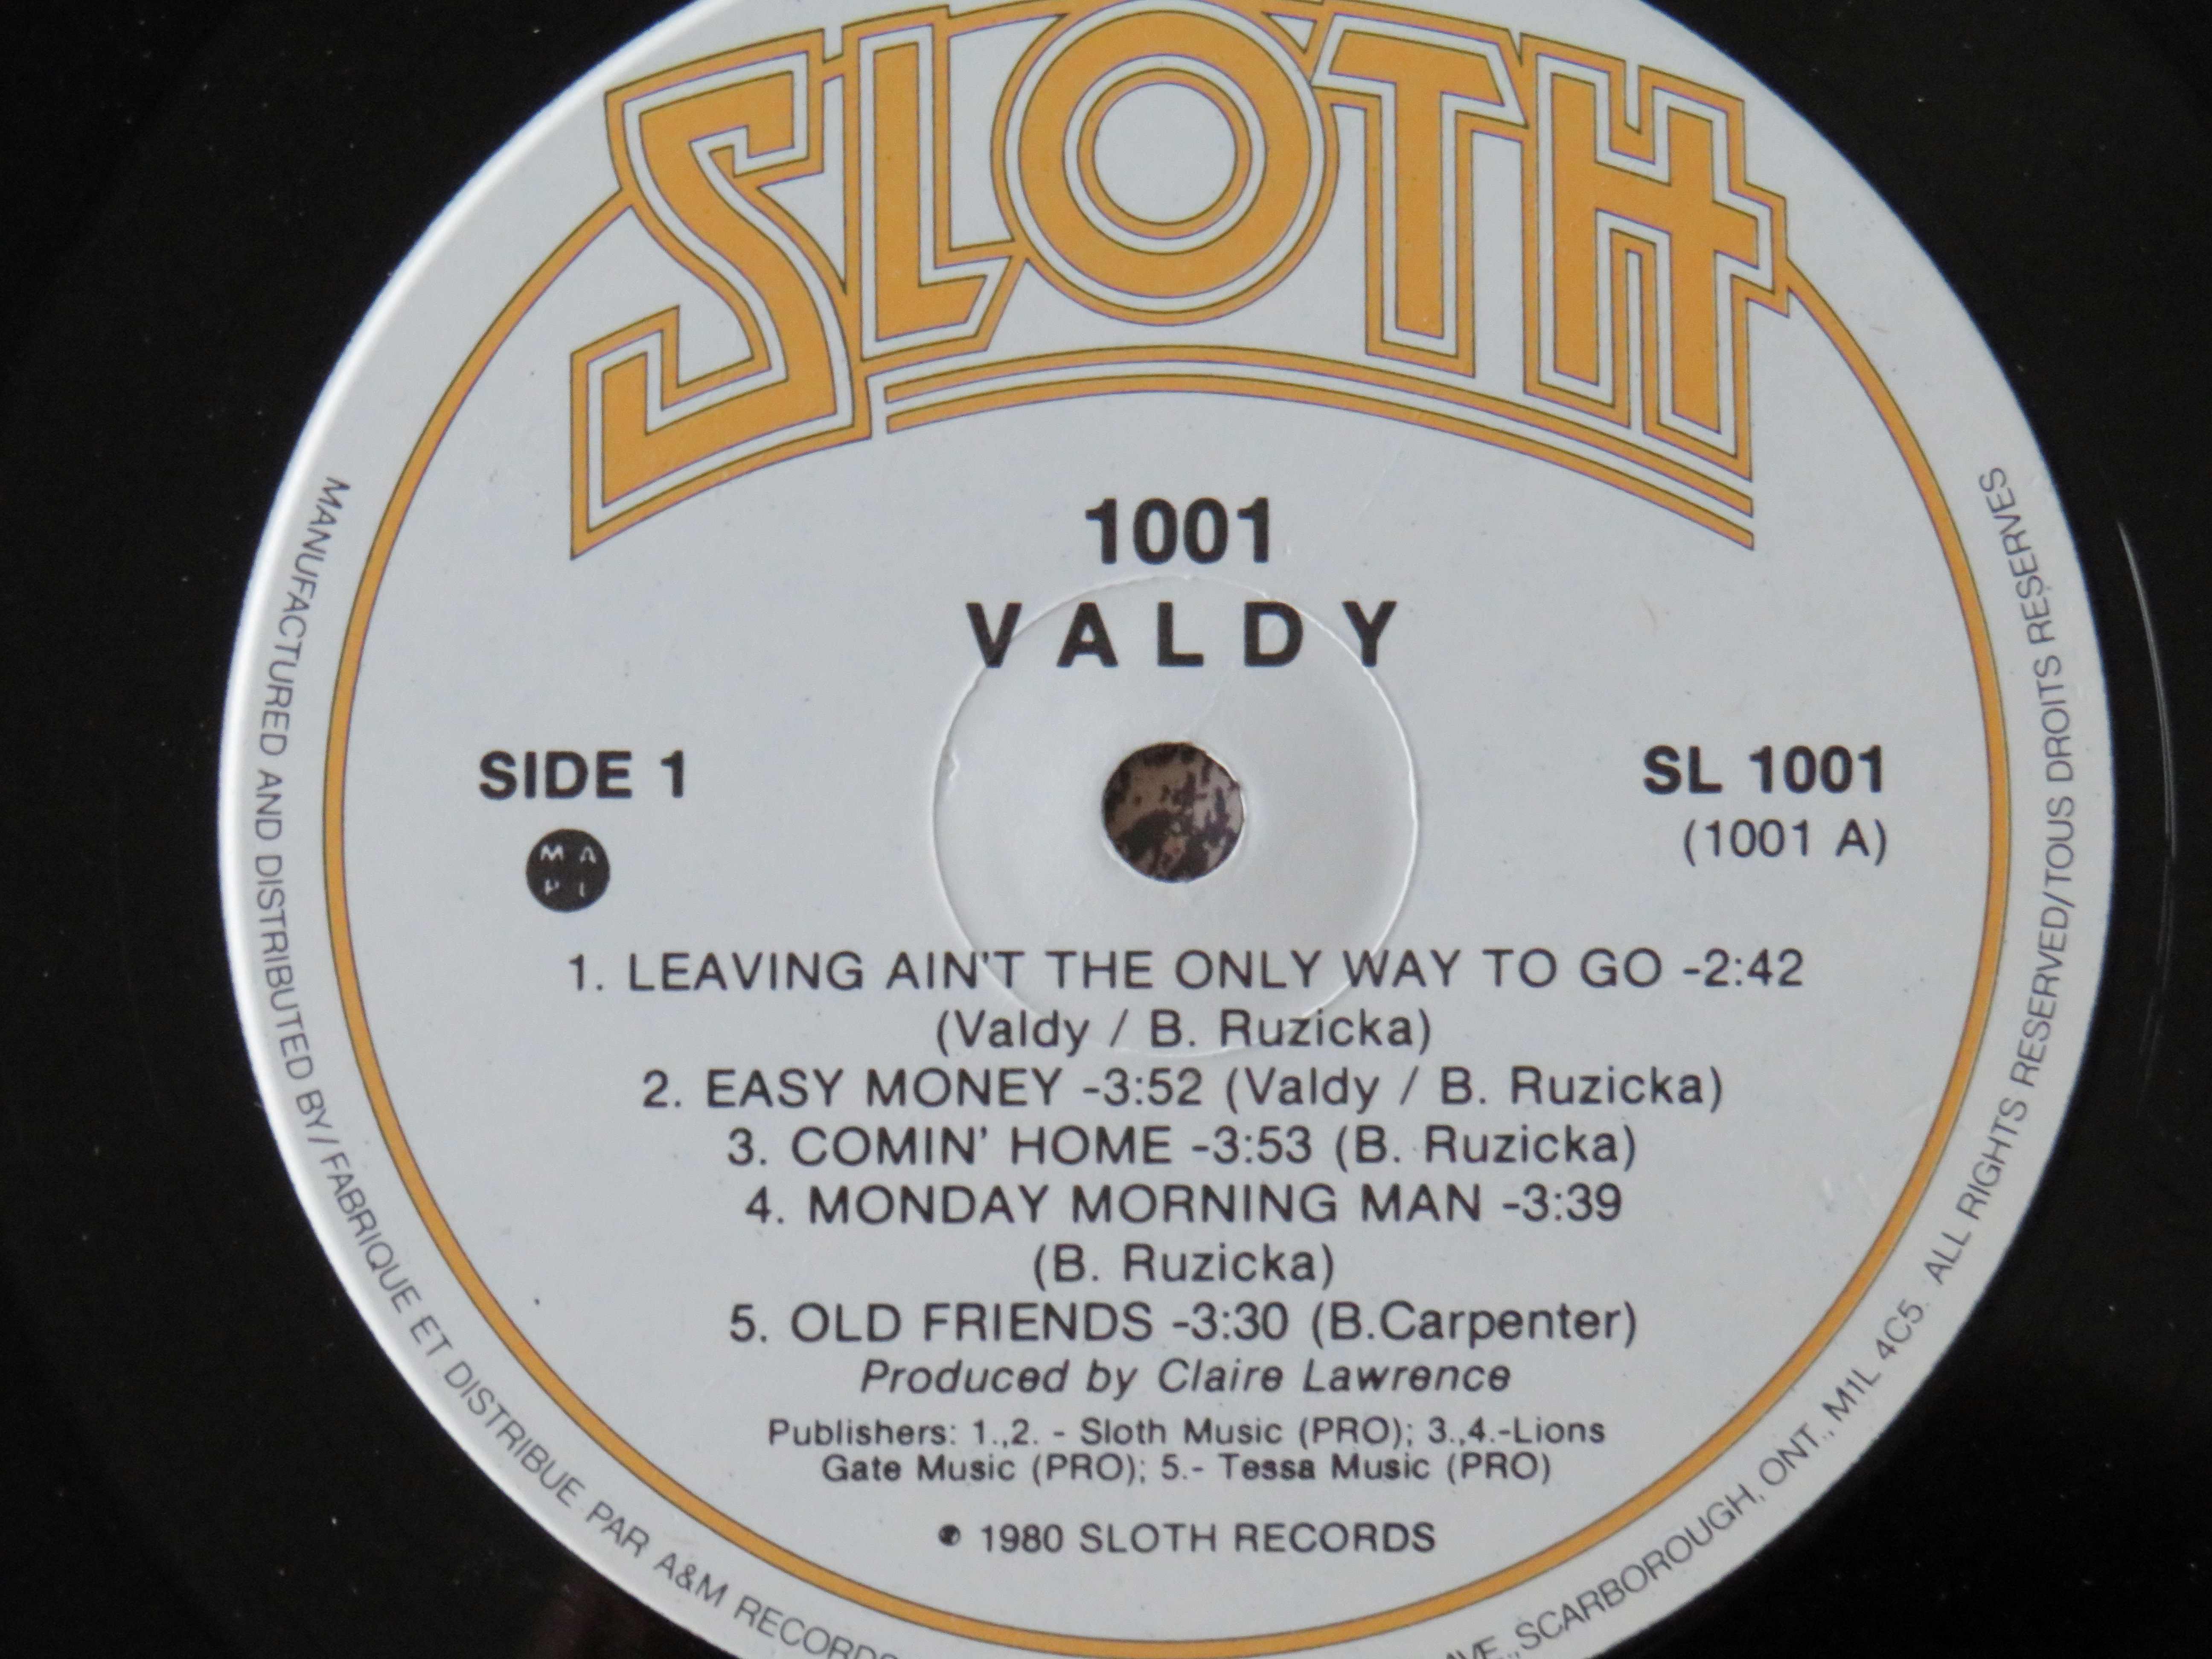 SLOTH
1001
VALDY
SIDE 1
SL 1001
(1001 A)
M A
P L
1. LEAVING AIN'T THE ONLY WAY TO GO -2:42
(Valdy / B. Ruzicka)
2. EASY MONEY -3:52 (Valdy / B. Ruzicka)
3. COMIN' HOME -3:53 (B. Ruzicka)
4. MONDAY MORNING MAN -3:39
(B. Ruzicka)
5. OLD FRIENDS -3:30 (B.Carpenter)
Produced by Claire Lawrence
Publishers: 1.,2. - Sloth Music (PRO); 3.,4.-Lions
Gate Music (PRO); 5.- Tessa Music (PRO)
℗ 1980 SLOTH RECORDS
MANUFACTURED AND DISTRIBUTED BY/FABRIQUE ET DISTRIBUE PAR A&M RECORDS
AVE., SCARBOROUGH, ONT., M1L 4C5. ALL RIGHTS RESERVED/TOUS DROITS RESERVES